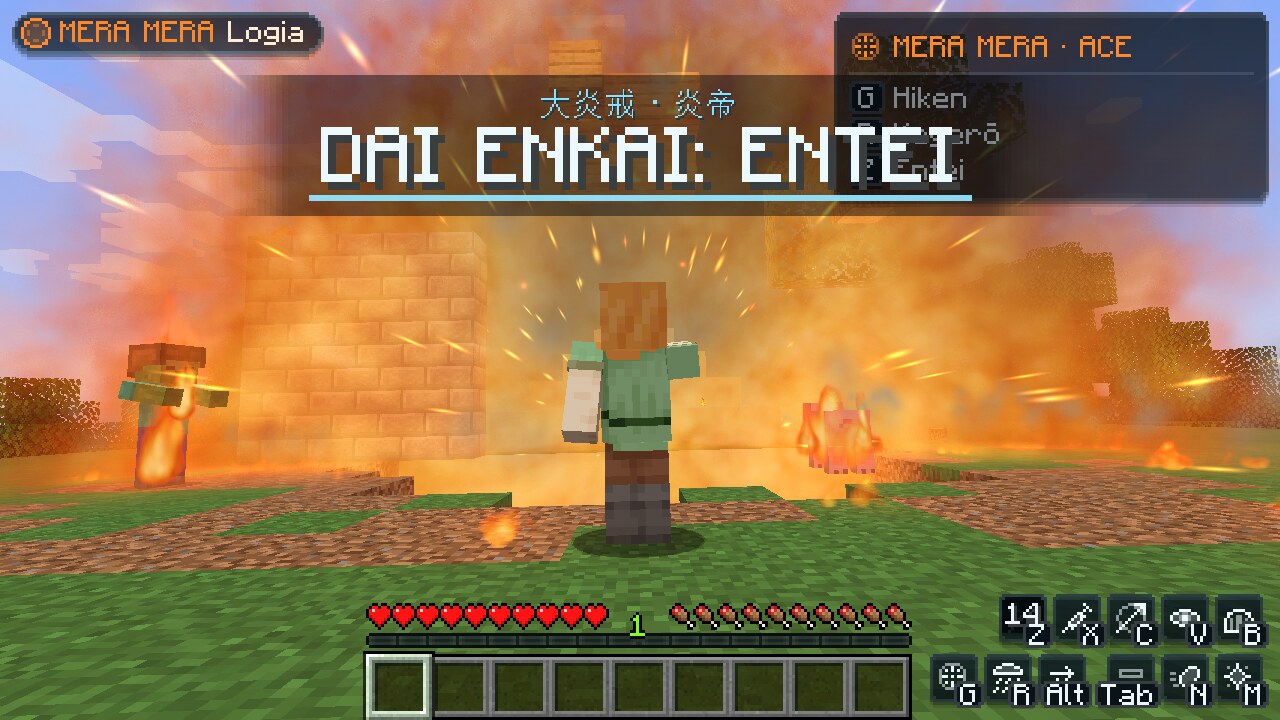 MERA MERA Logia
MERA MERA · ACE
G Hiken
大炎戒・炎帝
DAI ENKAI: ENTEI
Entei
1
14 Z X C V B
G R Alt Tab N M